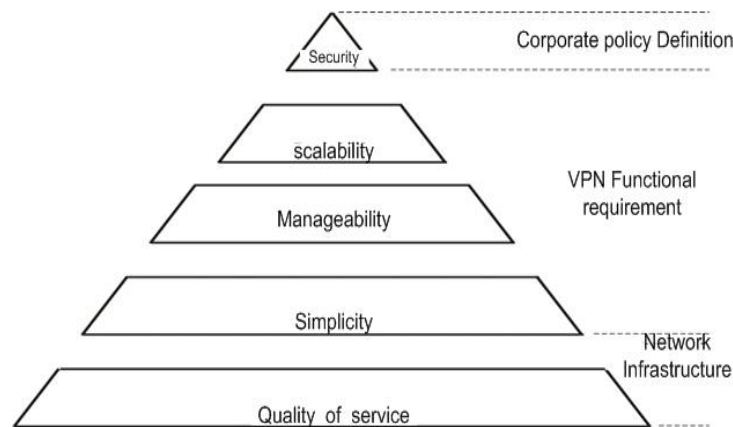 Corporate policy Definition
Security
scalability
VPN Functional
requirement
Manageability
Simplicity
Network
Infrastructure
Quality of service